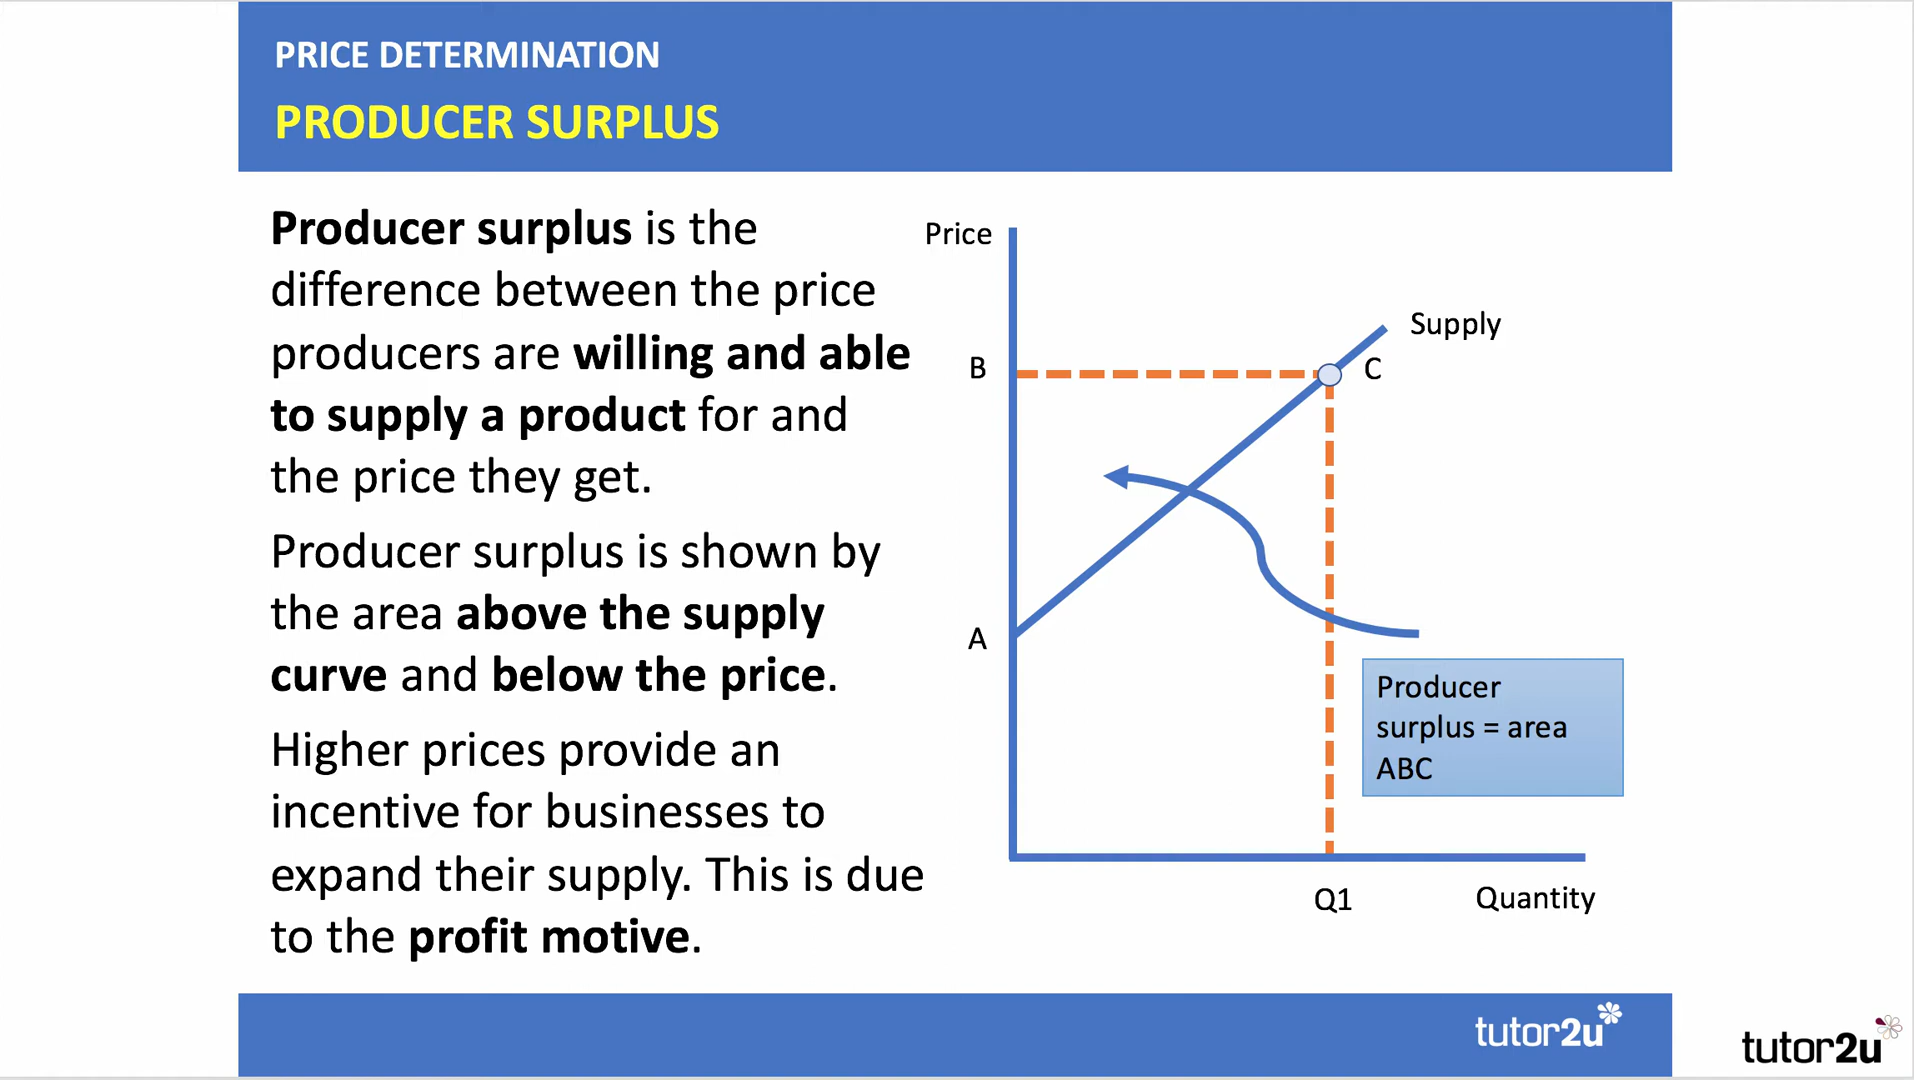 PRICE DETERMINATION
PRODUCER SURPLUS
Producer surplus is the
difference between the price
producers are willing and able
to supply a product for and
the price they get.
Producer surplus is shown by
the area above the supply
curve and below the price.
Higher prices provide an
incentive for businesses to
expand their supply. This is due
to the profit motive.
Price
Supply
B
C
A
Producer
surplus = area
ABC
Q1
Quantity
tutor2u
tutor2u